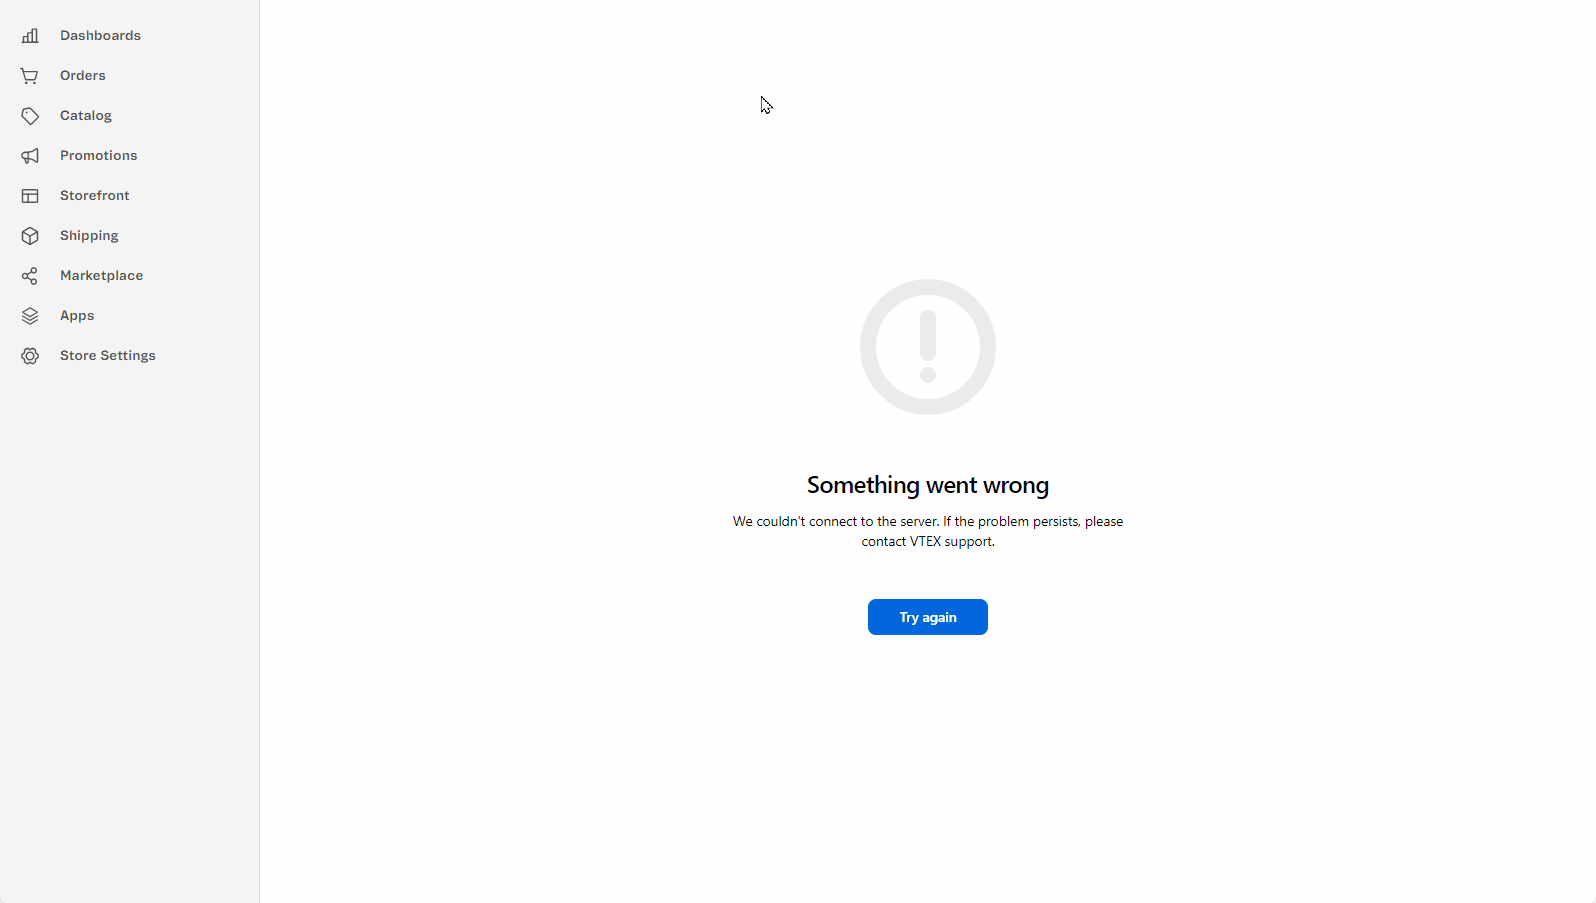 Dashboards
Orders
Catalog
Promotions
Storefront
Shipping
Marketplace
Apps
Store Settings
Something went wrong
We couldn't connect to the server. If the problem persists, please
contact VTEX support.
Try again